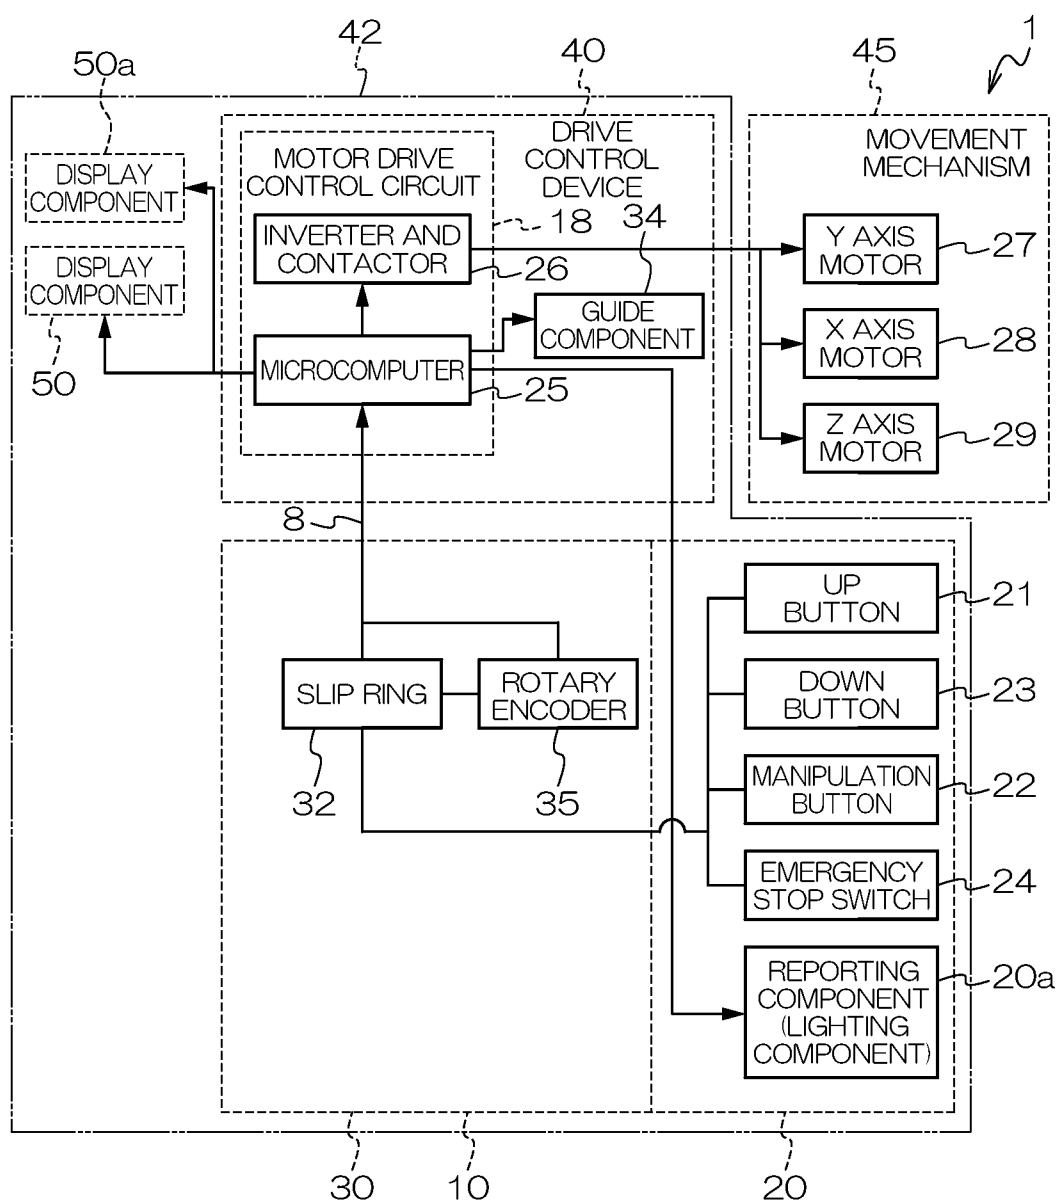 42
1
50a
40
45
DRIVE
CONTROL
DEVICE
MOVEMENT
MECHANISM
MOTOR DRIVE
CONTROL CIRCUIT
DISPLAY
COMPONENT
18
34
INVERTER AND
CONTACTOR
26
Y AXIS
MOTOR
27
DISPLAY
COMPONENT
GUIDE
COMPONENT
X AXIS
MOTOR
28
50
MICROCOMPUTER
25
Z AXIS
MOTOR
29
8
UP
BUTTON
21
SLIP RING
ROTARY
ENCODER
DOWN
BUTTON
23
32
35
MANIPULATION
BUTTON
22
EMERGENCY
STOP SWITCH
24
REPORTING
COMPONENT
(LIGHTING
COMPONENT)
20a
30
10
20